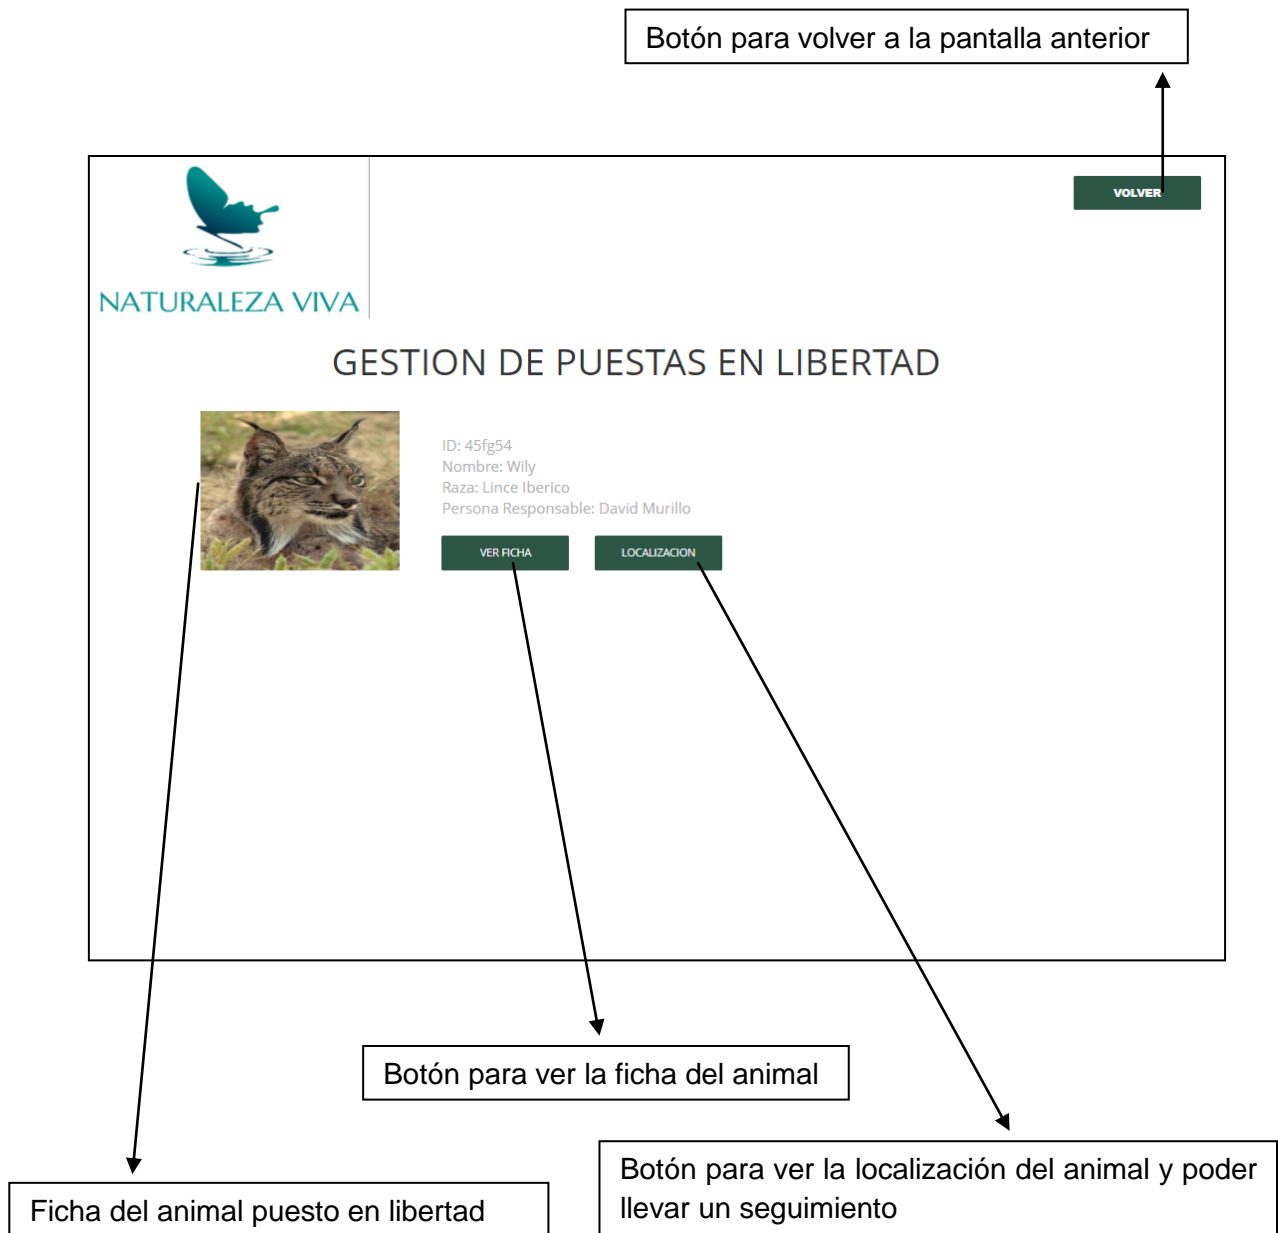 Botón para volver a la pantalla anterior
VOLVER
NATURALEZA VIVA
GESTION DE PUESTAS EN LIBERTAD
ID: 45fg54
Nombre: Wily
Raza: Lince Iberico
Persona Responsable: David Murillo
VER FICHA
LOCALIZACION
Botón para ver la ficha del animal
Ficha del animal puesto en libertad
Botón para ver la localización del animal y poder
llevar un seguimiento